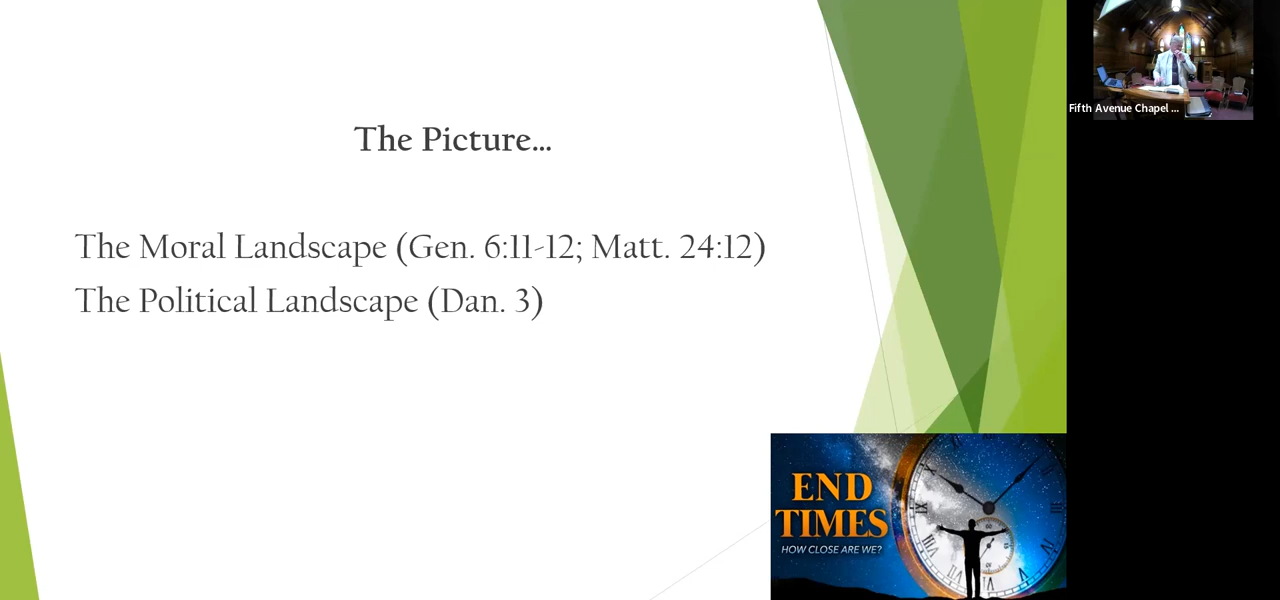 The Picture...
The Moral Landscape (Gen. 6:11-12; Matt. 24:12)
The Political Landscape (Dan. 3)
END
TIMES
HOW CLOSE ARE WE?
Fifth Avenue Chapel ...